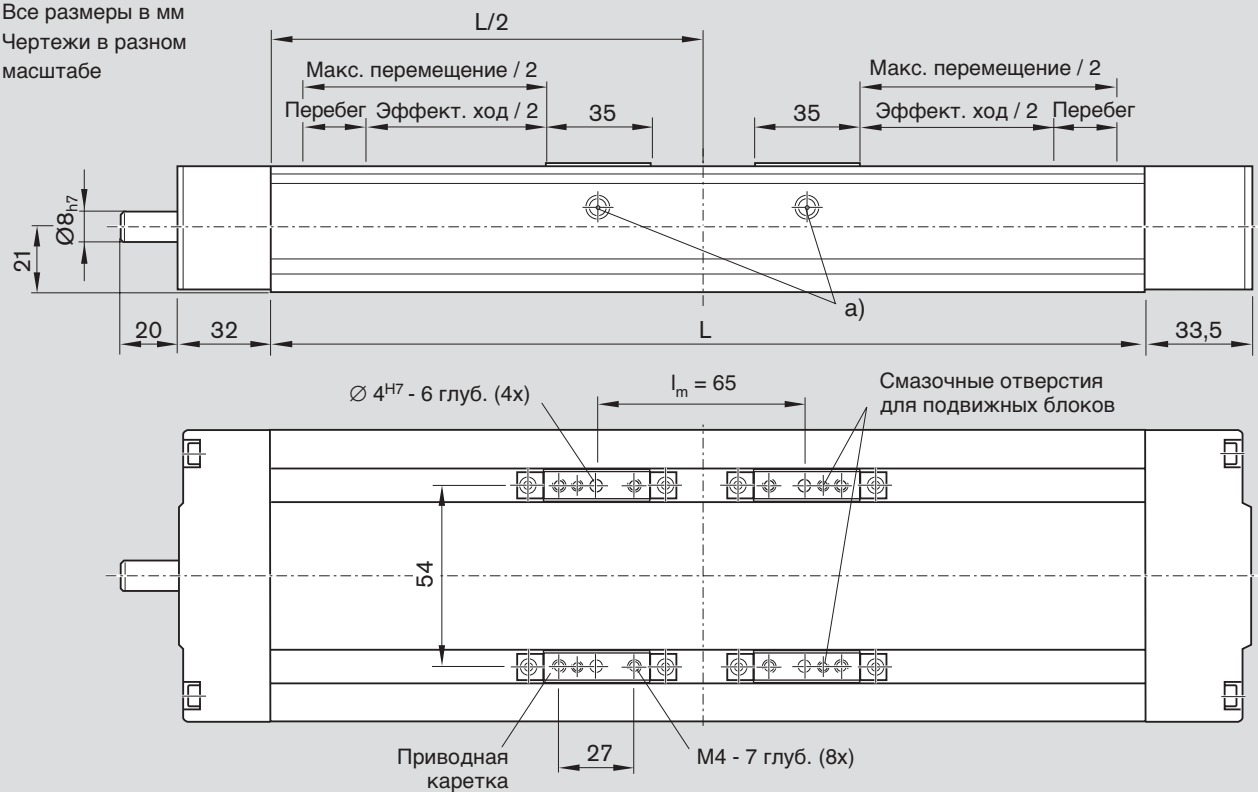 Все размеры в мм
Чертежи в разном
масштабе
L/2
Макс. перемещение / 2
Макс. перемещение / 2
Перебег
Эффект. ход / 2
35
35
Эффект. ход / 2
Перебег
Ø8h7
21
a)
20
32
L
33,5
Ø 4H7 - 6 глуб. (4x)
lm = 65
Смазочные отверстия
для подвижных блоков
54
Приводная
каретка
27
M4 - 7 глуб. (8x)